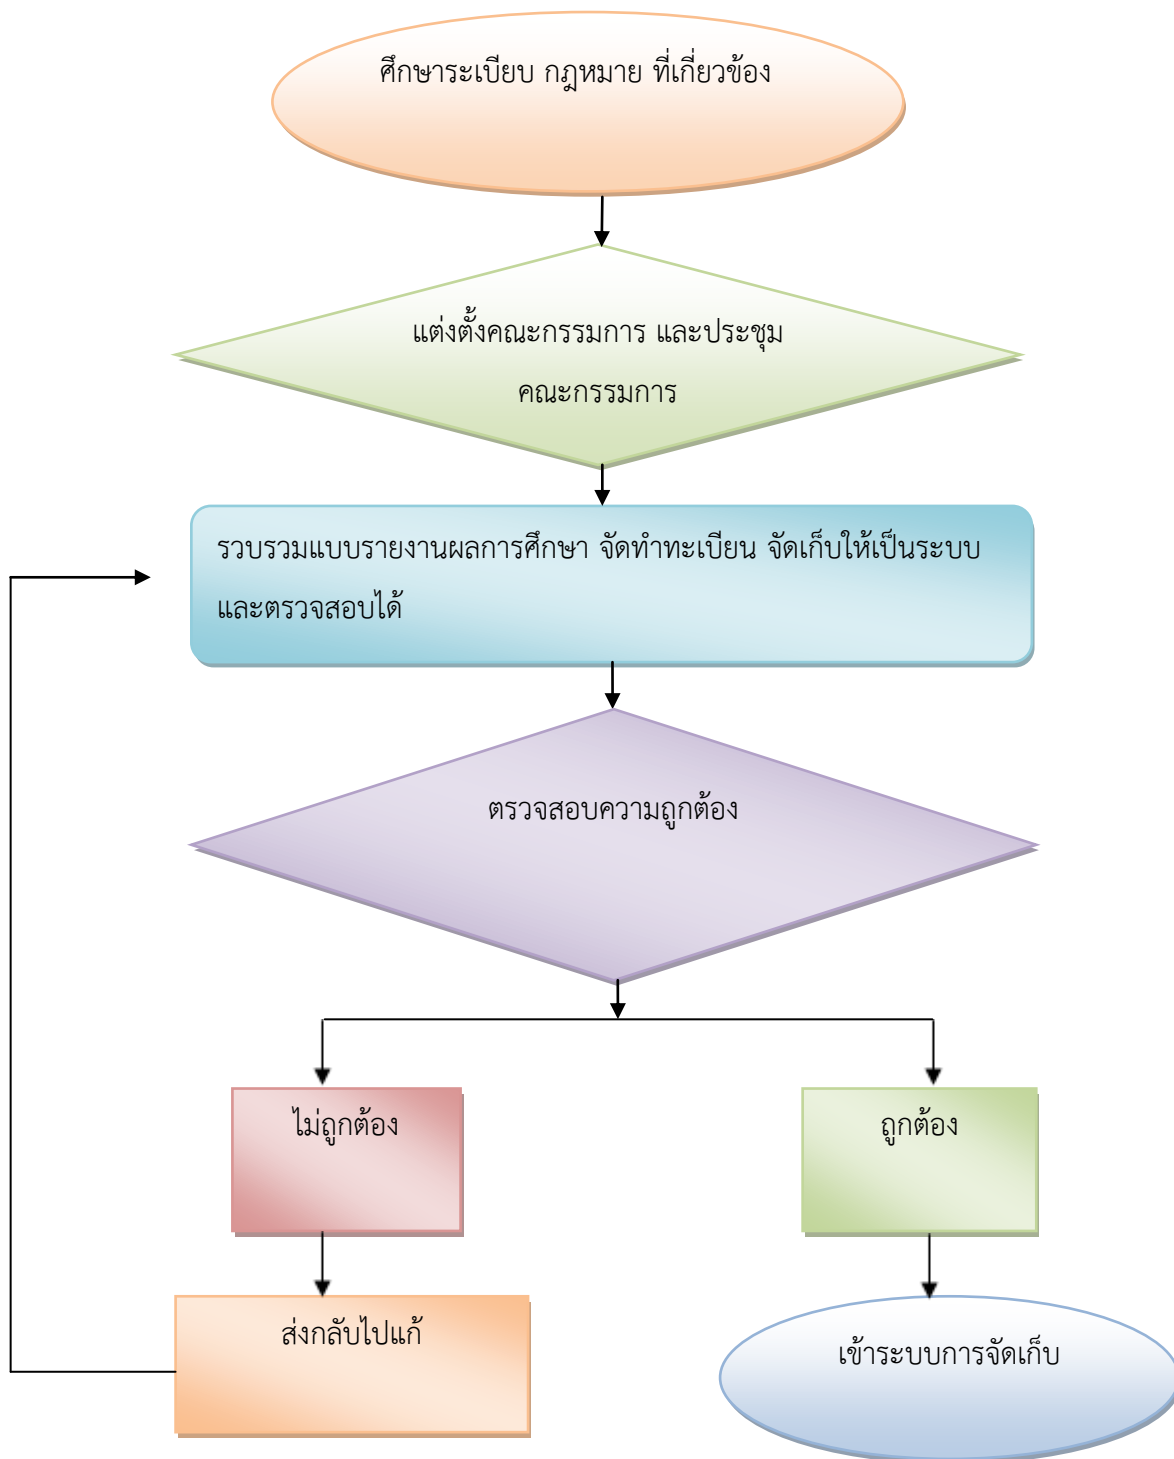 ศึกษาระเบียบ กฎหมาย ที่เกี่ยวข้อง
แต่งตั้งคณะกรรมการ และประชุม
คณะกรรมการ
รวบรวมแบบรายงานผลการศึกษา จัดทำทะเบียน จัดเก็บให้เป็นระบบ
และตรวจสอบได้
ตรวจสอบความถูกต้อง
ไม่ถูกต้อง
ถูกต้อง
ส่งกลับไปแก้
เข้าระบบการจัดเก็บ